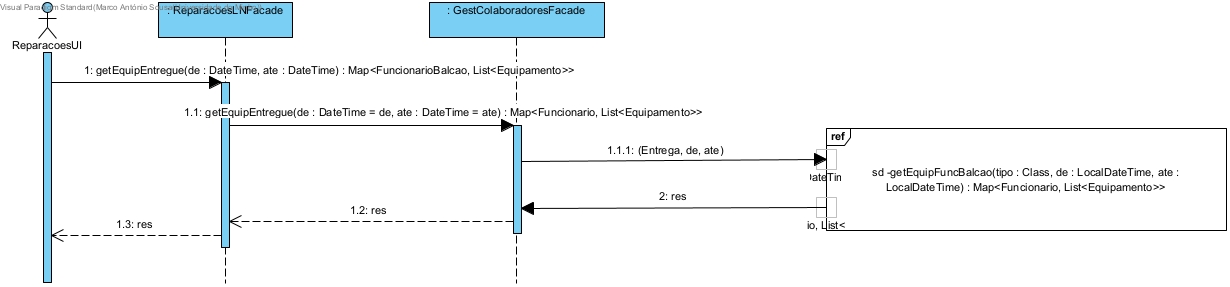 Visual Paradigm Standard(Marco António Sousa
: ReparacoesLNFacade
: GestColaboradoresFacade
ReparacoesUI
1: getEquipEntregue(de : DateTime, ate : DateTime) : Map<FuncionarioBalcao, List<Equipamento>>
1.1: getEquipEntregue(de : DateTime = de, ate : DateTime = ate) : Map<Funcionario, List<Equipamento>>
ref
1.1.1: (Entrega, de, ate)
sd -getEquipFuncBalcao(tipo : Class, de : LocalDateTime, ate :
LocalDateTime) : Map<Funcionario, List<Equipamento>>
2: res
1.2: res
1.3: res
io, List<